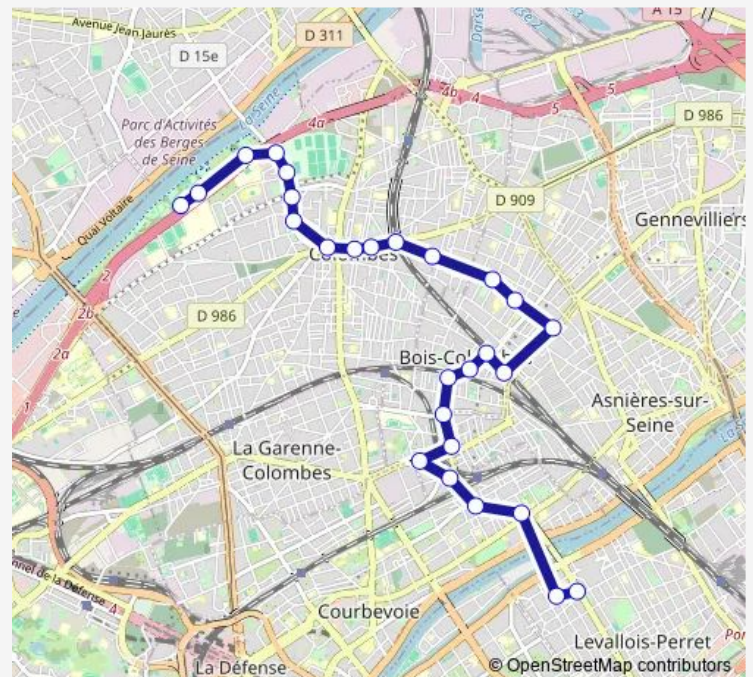 Avenue Jean Jaurès
D 311
A 15
D 15e
La Seine
4a
4b
4
5
5
D 986
Parc d'Activités
des Berges
de Seine
D 909
Quai Voltaire
Gennevilliers
Colombes
2
D 986
2b
2a
1
Bois-Co
Asnières-sur-
Seine
La Garenne-
Colombes
4
Courbevoie
Levallois-Perret
La Défense
© OpenStreetMap contributors